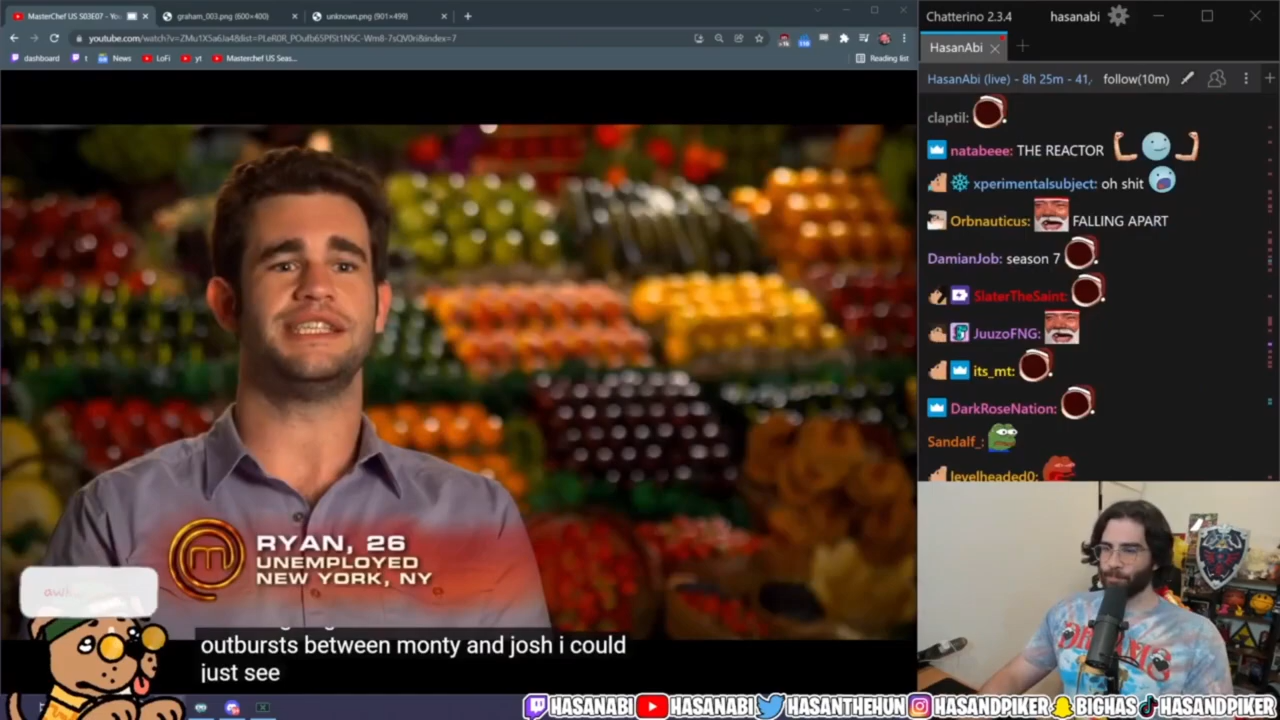 MasterChef US S03E07 - You
graham_003.png (600×400)
unknown.png (901×499)
Chatterino 2.3.4
hasanabi
HasanAbi
dashboard
t
News
LoFi
yt
Masterchef US Seas...
Reading list
HasanAbi (live) - 8h 25m - 41,
follow(10m)
claptil:
natabeee: THE REACTOR
xperimentalsubject: oh shit
Orbnauticus: FALLING APART
DamianJob: season 7
SlaterTheSaint:
JuuzoFNG:
its_mt:
DarkRoseNation:
Sandalf_:
levelheaded0:
RYAN, 26
UNEMPLOYED
NEW YORK, NY
outbursts between monty and josh i could
just see
HASANABI HASANABI HASANTHEHUN HASANDPIKER BIGHAS HASANDPIKER